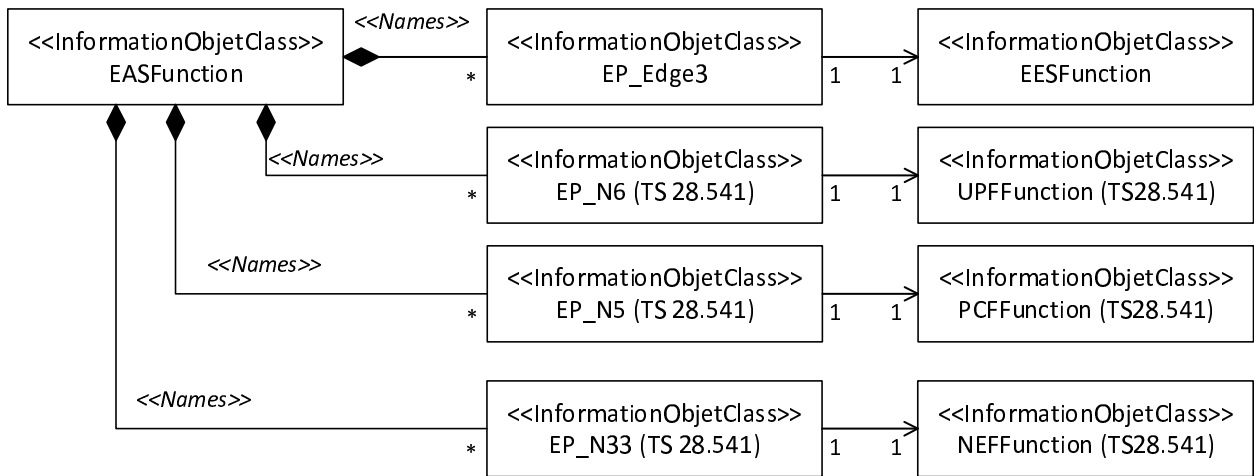 <<InformationObjetClass>>
EASFunction
<<Names>>
*
<<InformationObjetClass>>
EP_Edge3
1
1
<<InformationObjetClass>>
EESFunction
<<Names>>
*
<<InformationObjetClass>>
EP_N6 (TS 28.541)
1
1
<<InformationObjetClass>>
UPFFunction (TS28.541)
<<Names>>
*
<<InformationObjetClass>>
EP_N5 (TS 28.541)
1
1
<<InformationObjetClass>>
PCFFunction (TS28.541)
<<Names>>
*
<<InformationObjetClass>>
EP_N33 (TS 28.541)
1
1
<<InformationObjetClass>>
NEFFunction (TS28.541)